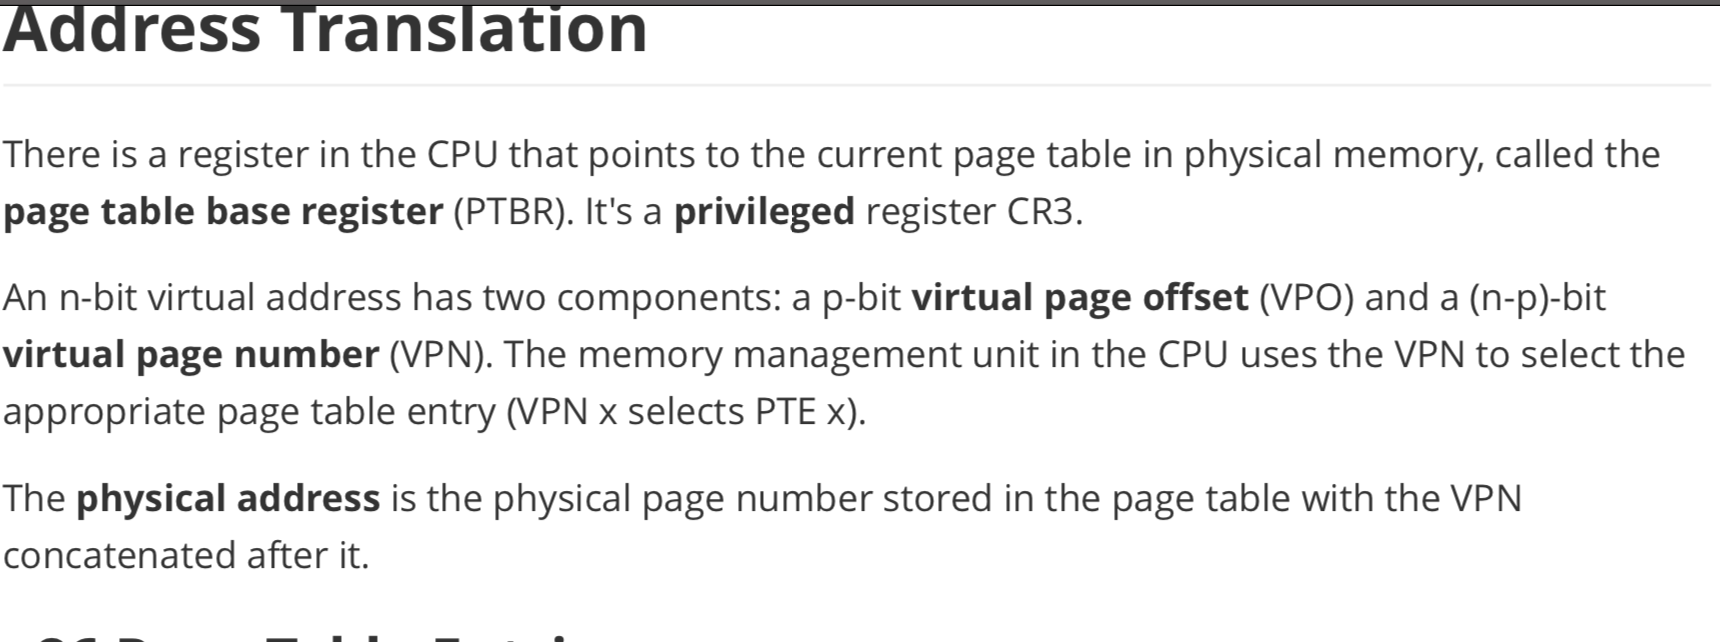 Address Translation
There is a register in the CPU that points to the current page table in physical memory, called the
page table base register (PTBR). It's a privileged register CR3.
An n-bit virtual address has two components: a p-bit virtual page offset (VPO) and a (n-p)-bit
virtual page number (VPN). The memory management unit in the CPU uses the VPN to select the
appropriate page table entry (VPN x selects PTE x).
The physical address is the physical page number stored in the page table with the VPN
concatenated after it.